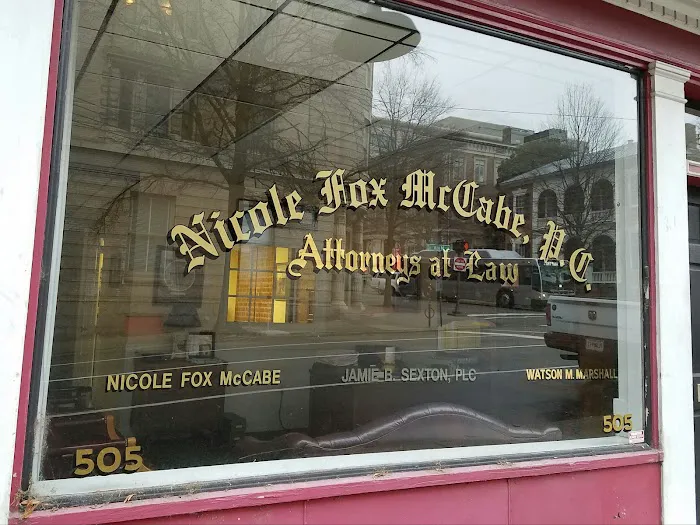 Nicole Fox McCabe, P.C.
Attorneys at Law
NICOLE FOX McCABE
JAMIE B. SEXTON, PLC
WATSON M. MARSHALL
505
505